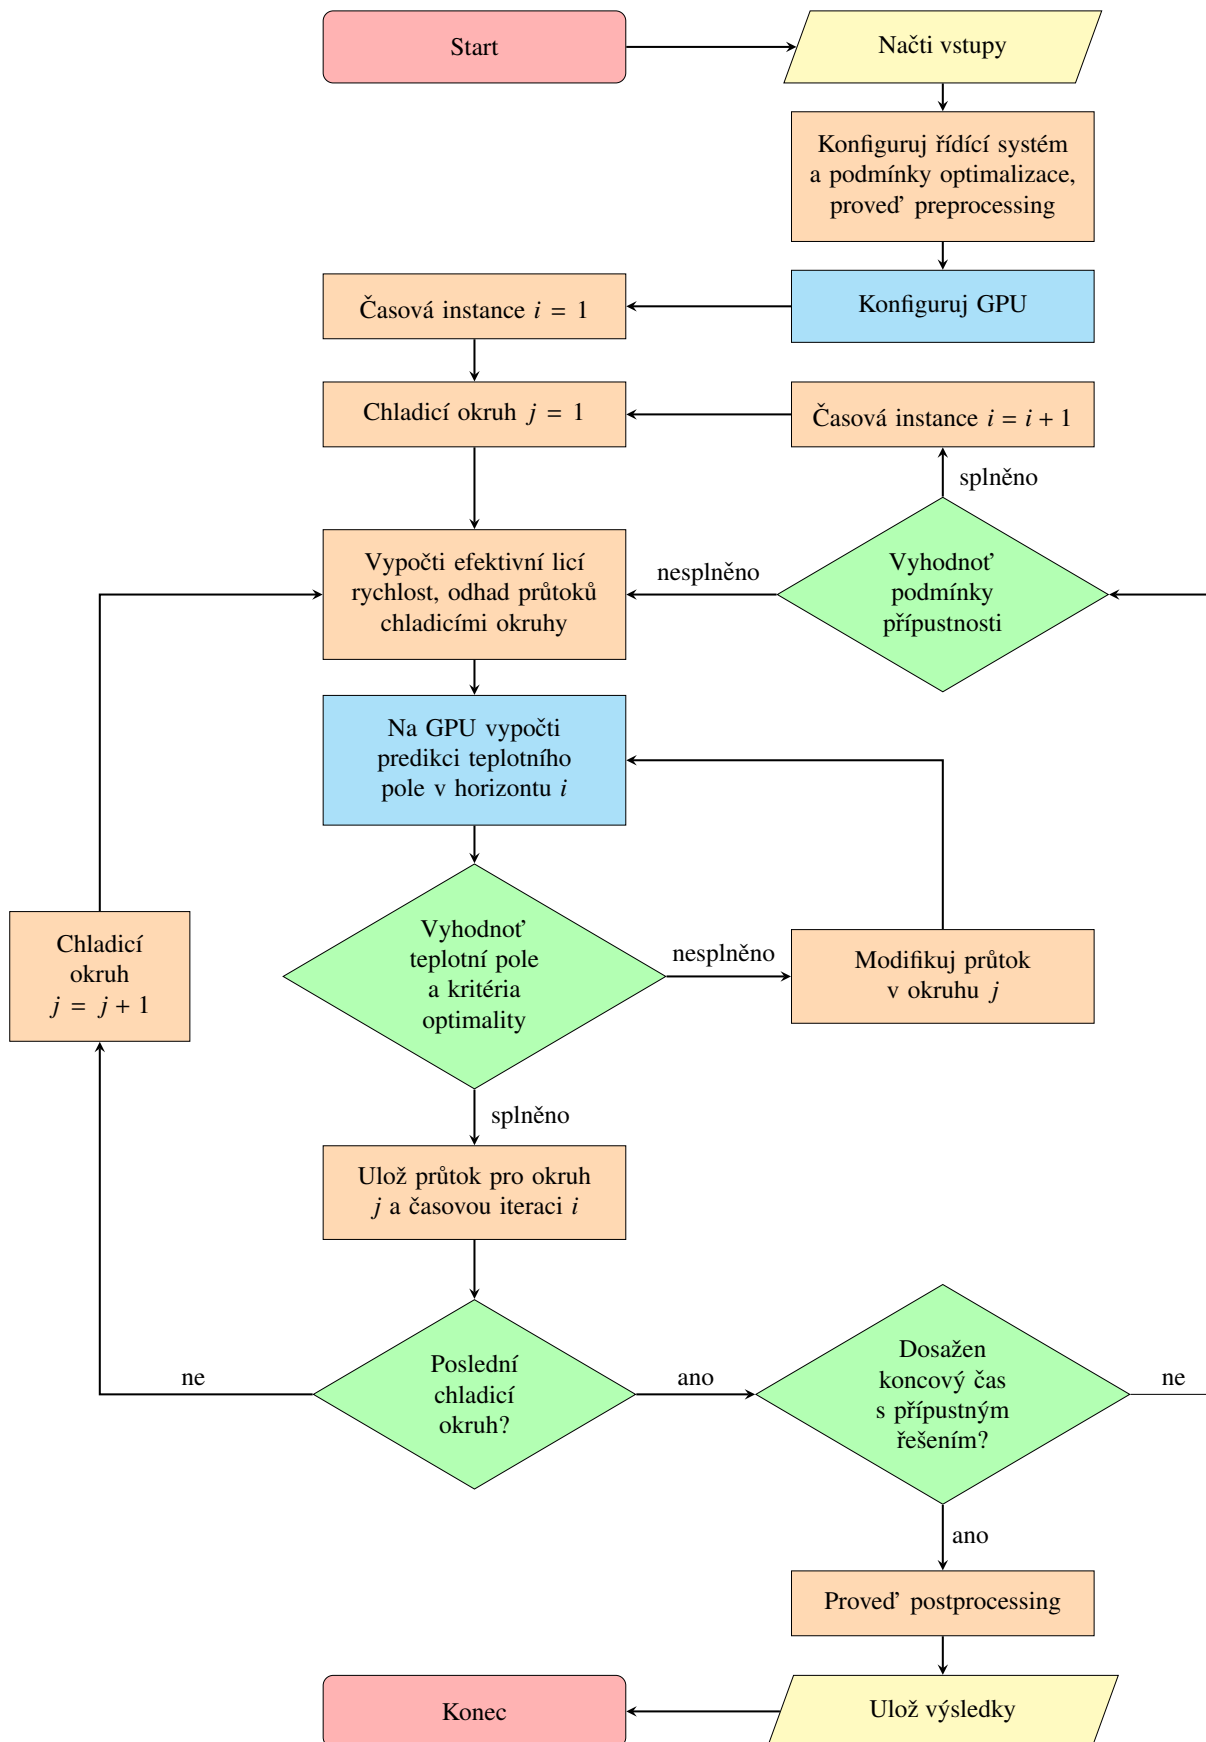 Start
Načti vstupy
Konfiguruj řídící systém
a podmínky optimalizace,
proveď preprocessing
Konfiguruj GPU
Časová instance i = 1
Chladicí okruh j = 1
Časová instance i = i + 1
splněno
Vyhodnoť
podmínky
přípustnosti
nesplněno
Vypočti efektivní licí
rychlost, odhad průtoků
chladicími okruhy
Na GPU vypočti
predikci teplotního
pole v horizontu i
Vyhodnoť
teplotní pole
a kritéria
optimality
nesplněno
Modifikuj průtok
v okruhu j
Chladicí
okruh
j = j + 1
splněno
Ulož průtok pro okruh
j a časovou iteraci i
Poslední
chladicí
okruh?
ne
ano
Dosažen
koncový čas
s přípustným
řešením?
ne
ano
Proveď postprocessing
Ulož výsledky
Konec